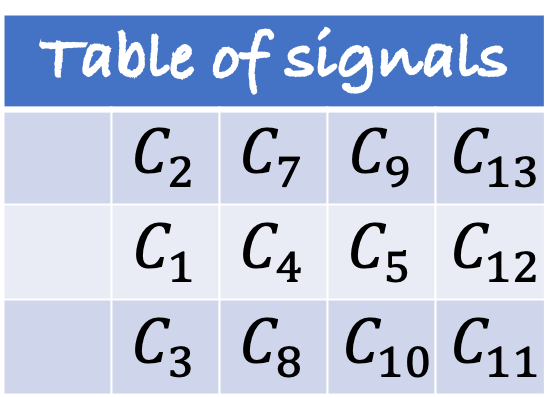 Table of signals
C₂ C₇ C₉ C₁₃
C₁ C₄ C₅ C₁₂
C₃ C₈ C₁₀ C₁₁